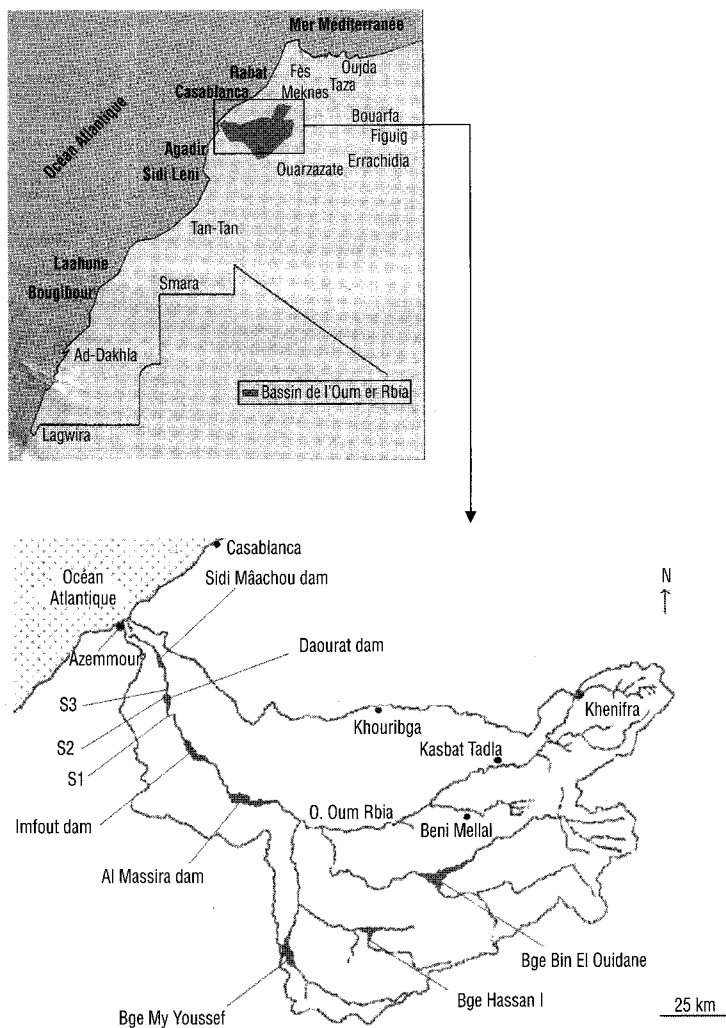 Mer Méditerranée
Oujda
Fès
Rabat
Taza
Casablanca
Meknes
Bouarfa
Figuig
Océan Atlantique
Agadir
Errachidia
Ouarzazate
Sidi Leni
Tan-Tan
Laahune
Smara
Bougibour
Ad-Dakhla
Bassin de l'Oum er Rbia
Lagwira
Casablanca
Océan
Atlantique
Sidi Mâachou dam
N
Azemmour
Daourat dam
S3
Khenifra
Khouribga
S2
Kasbat Tadla
S1
O. Oum Rbia
Imfout dam
Beni Mellal
Al Massira dam
Bge Bin El Ouidane
Bge Hassan I
25 km
Bge My Youssef